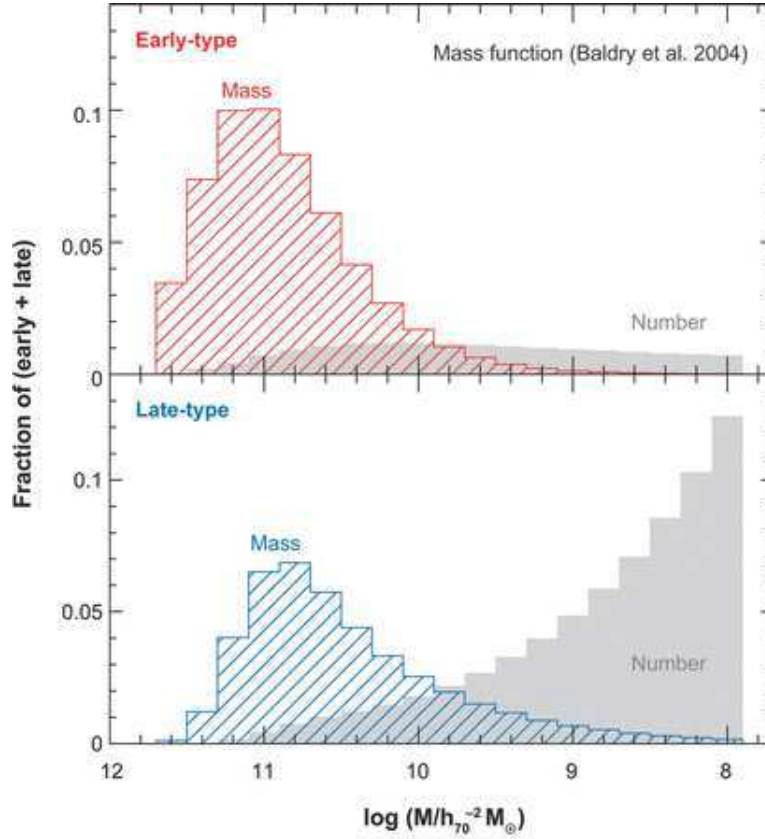 Early-type
Mass function (Baldry et al. 2004)
Mass
0.1
0.05
Number
0
Late-type
0.1
Mass
0.05
Number
0
12 11 10 9 8
Fraction of (early + late)
log (M/h₇₀⁻² M☉)